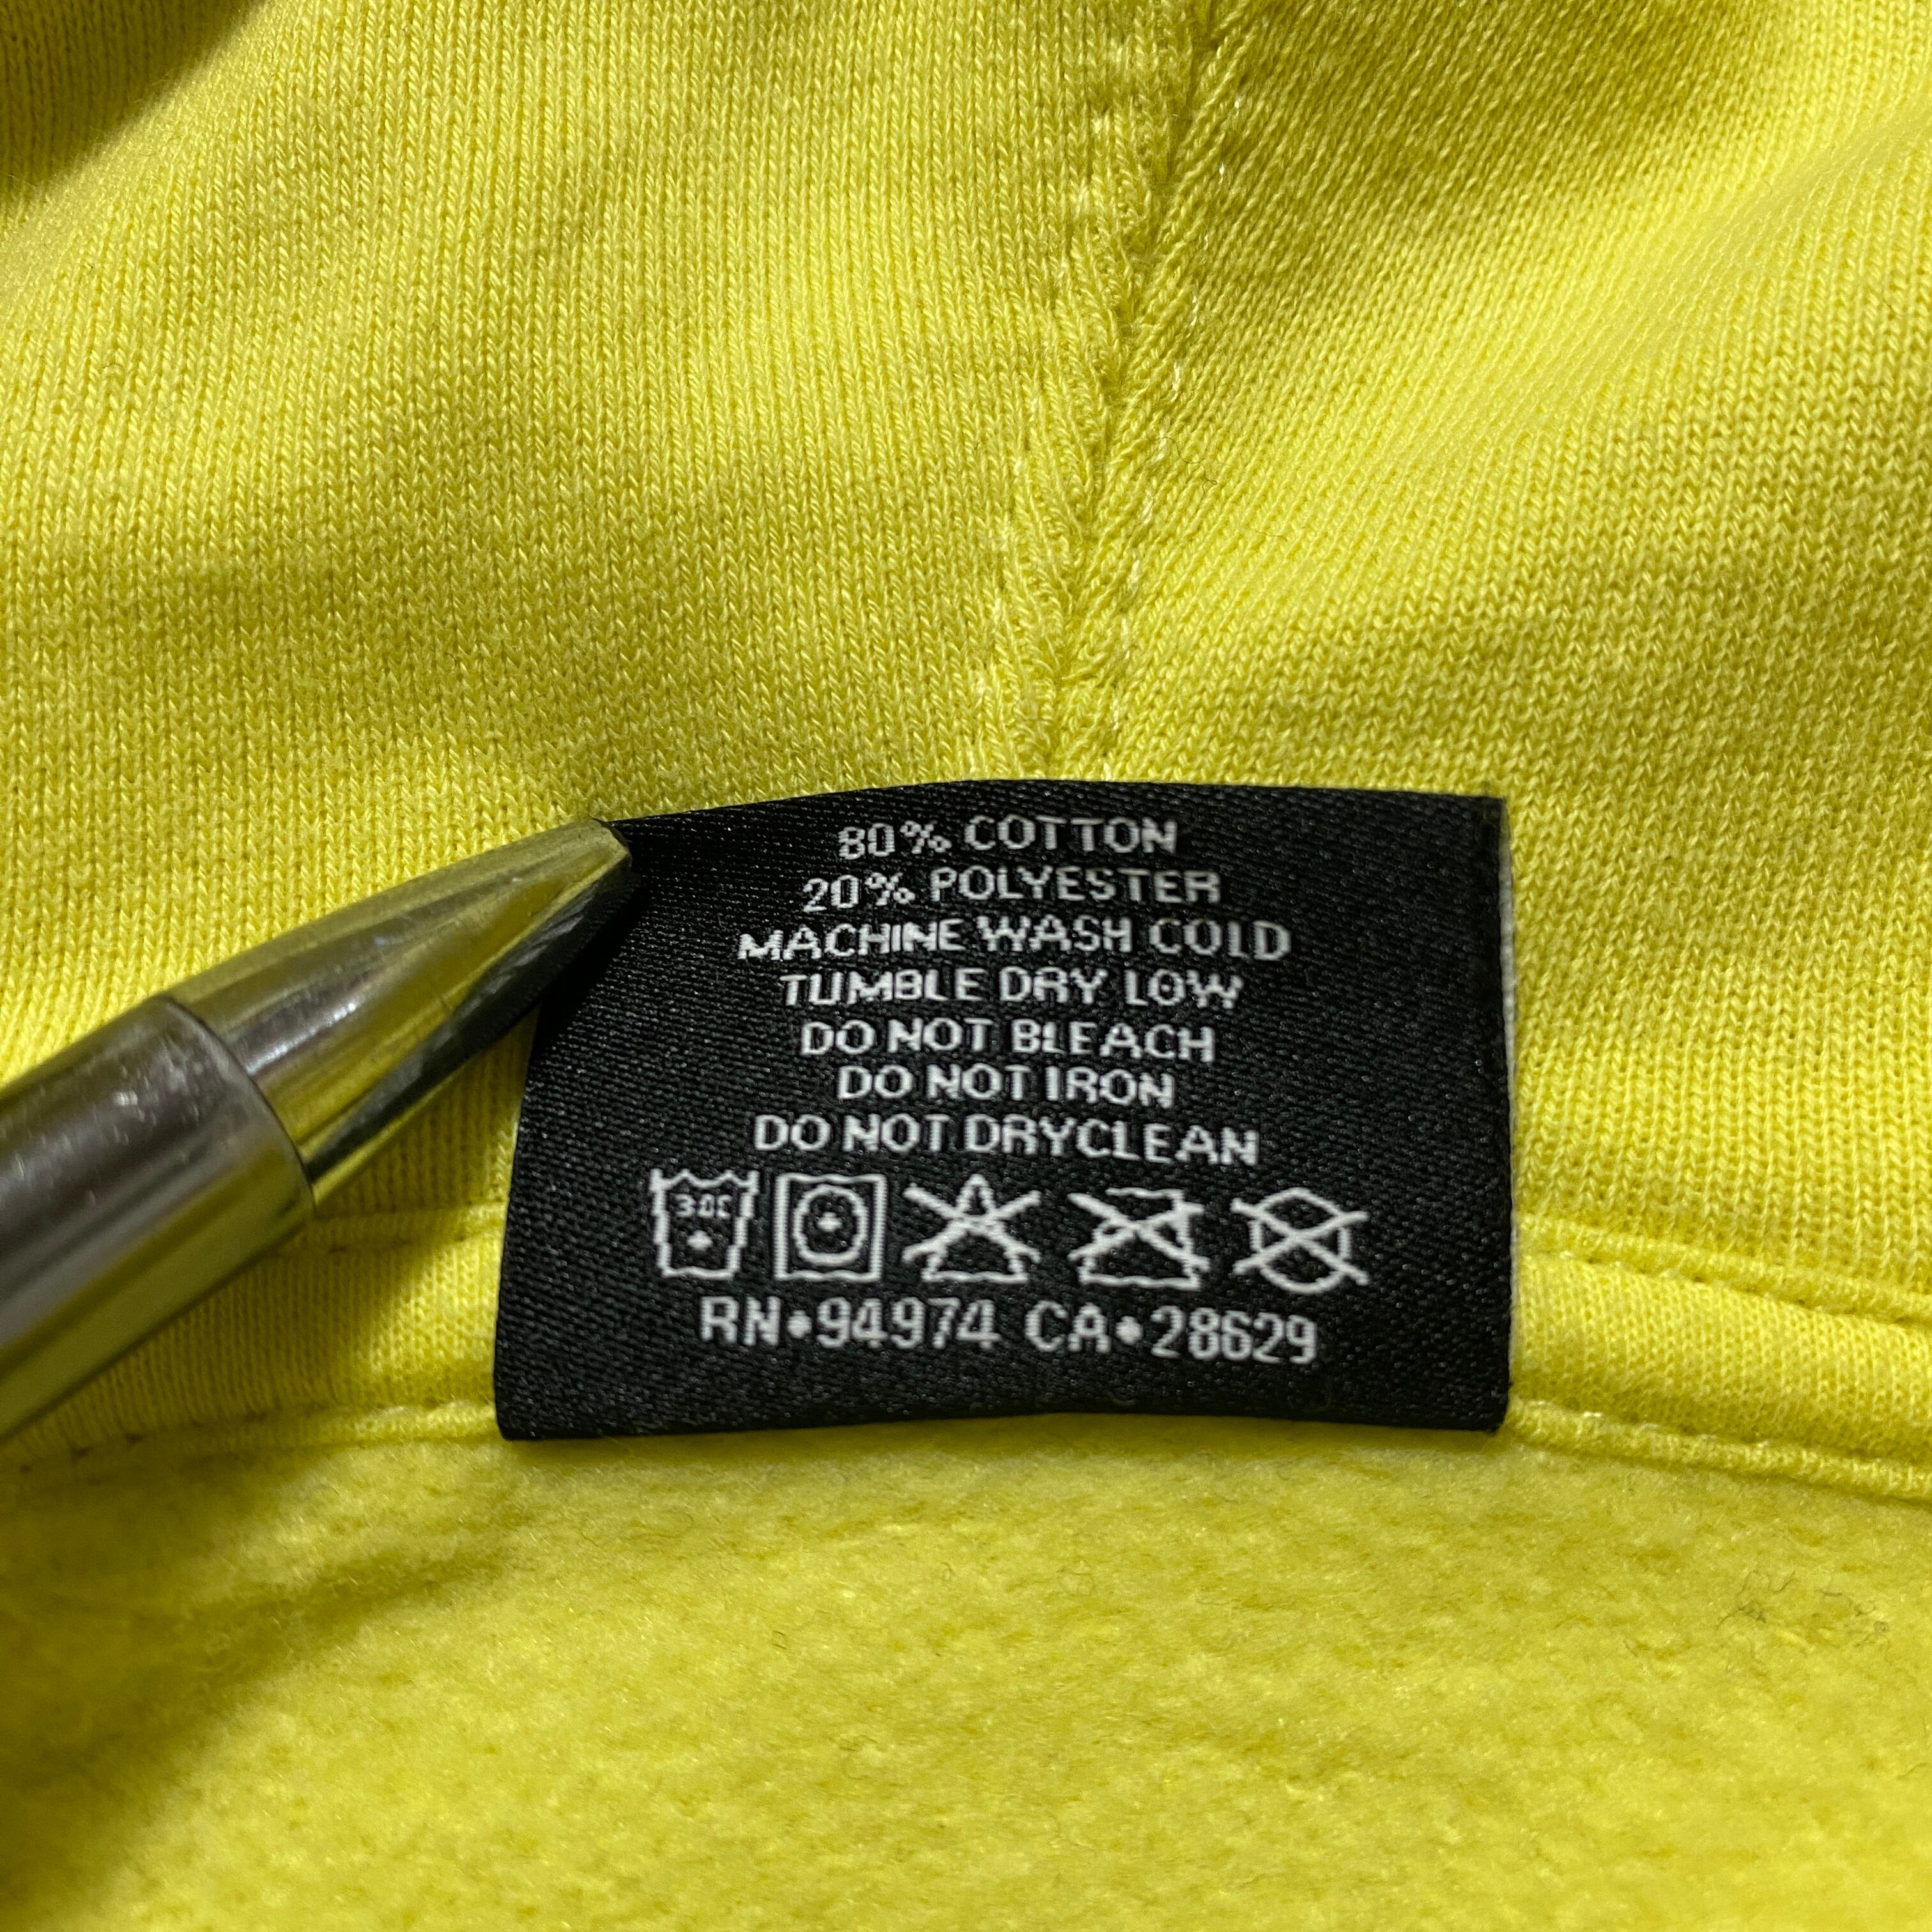 80% COTTON
20% POLYESTER
MACHINE WASH COLD
TUMBLE DRY LOW
DO NOT BLEACH
DO NOT IRON
DO NOT DRYCLEAN
RN•94974 CA•28629